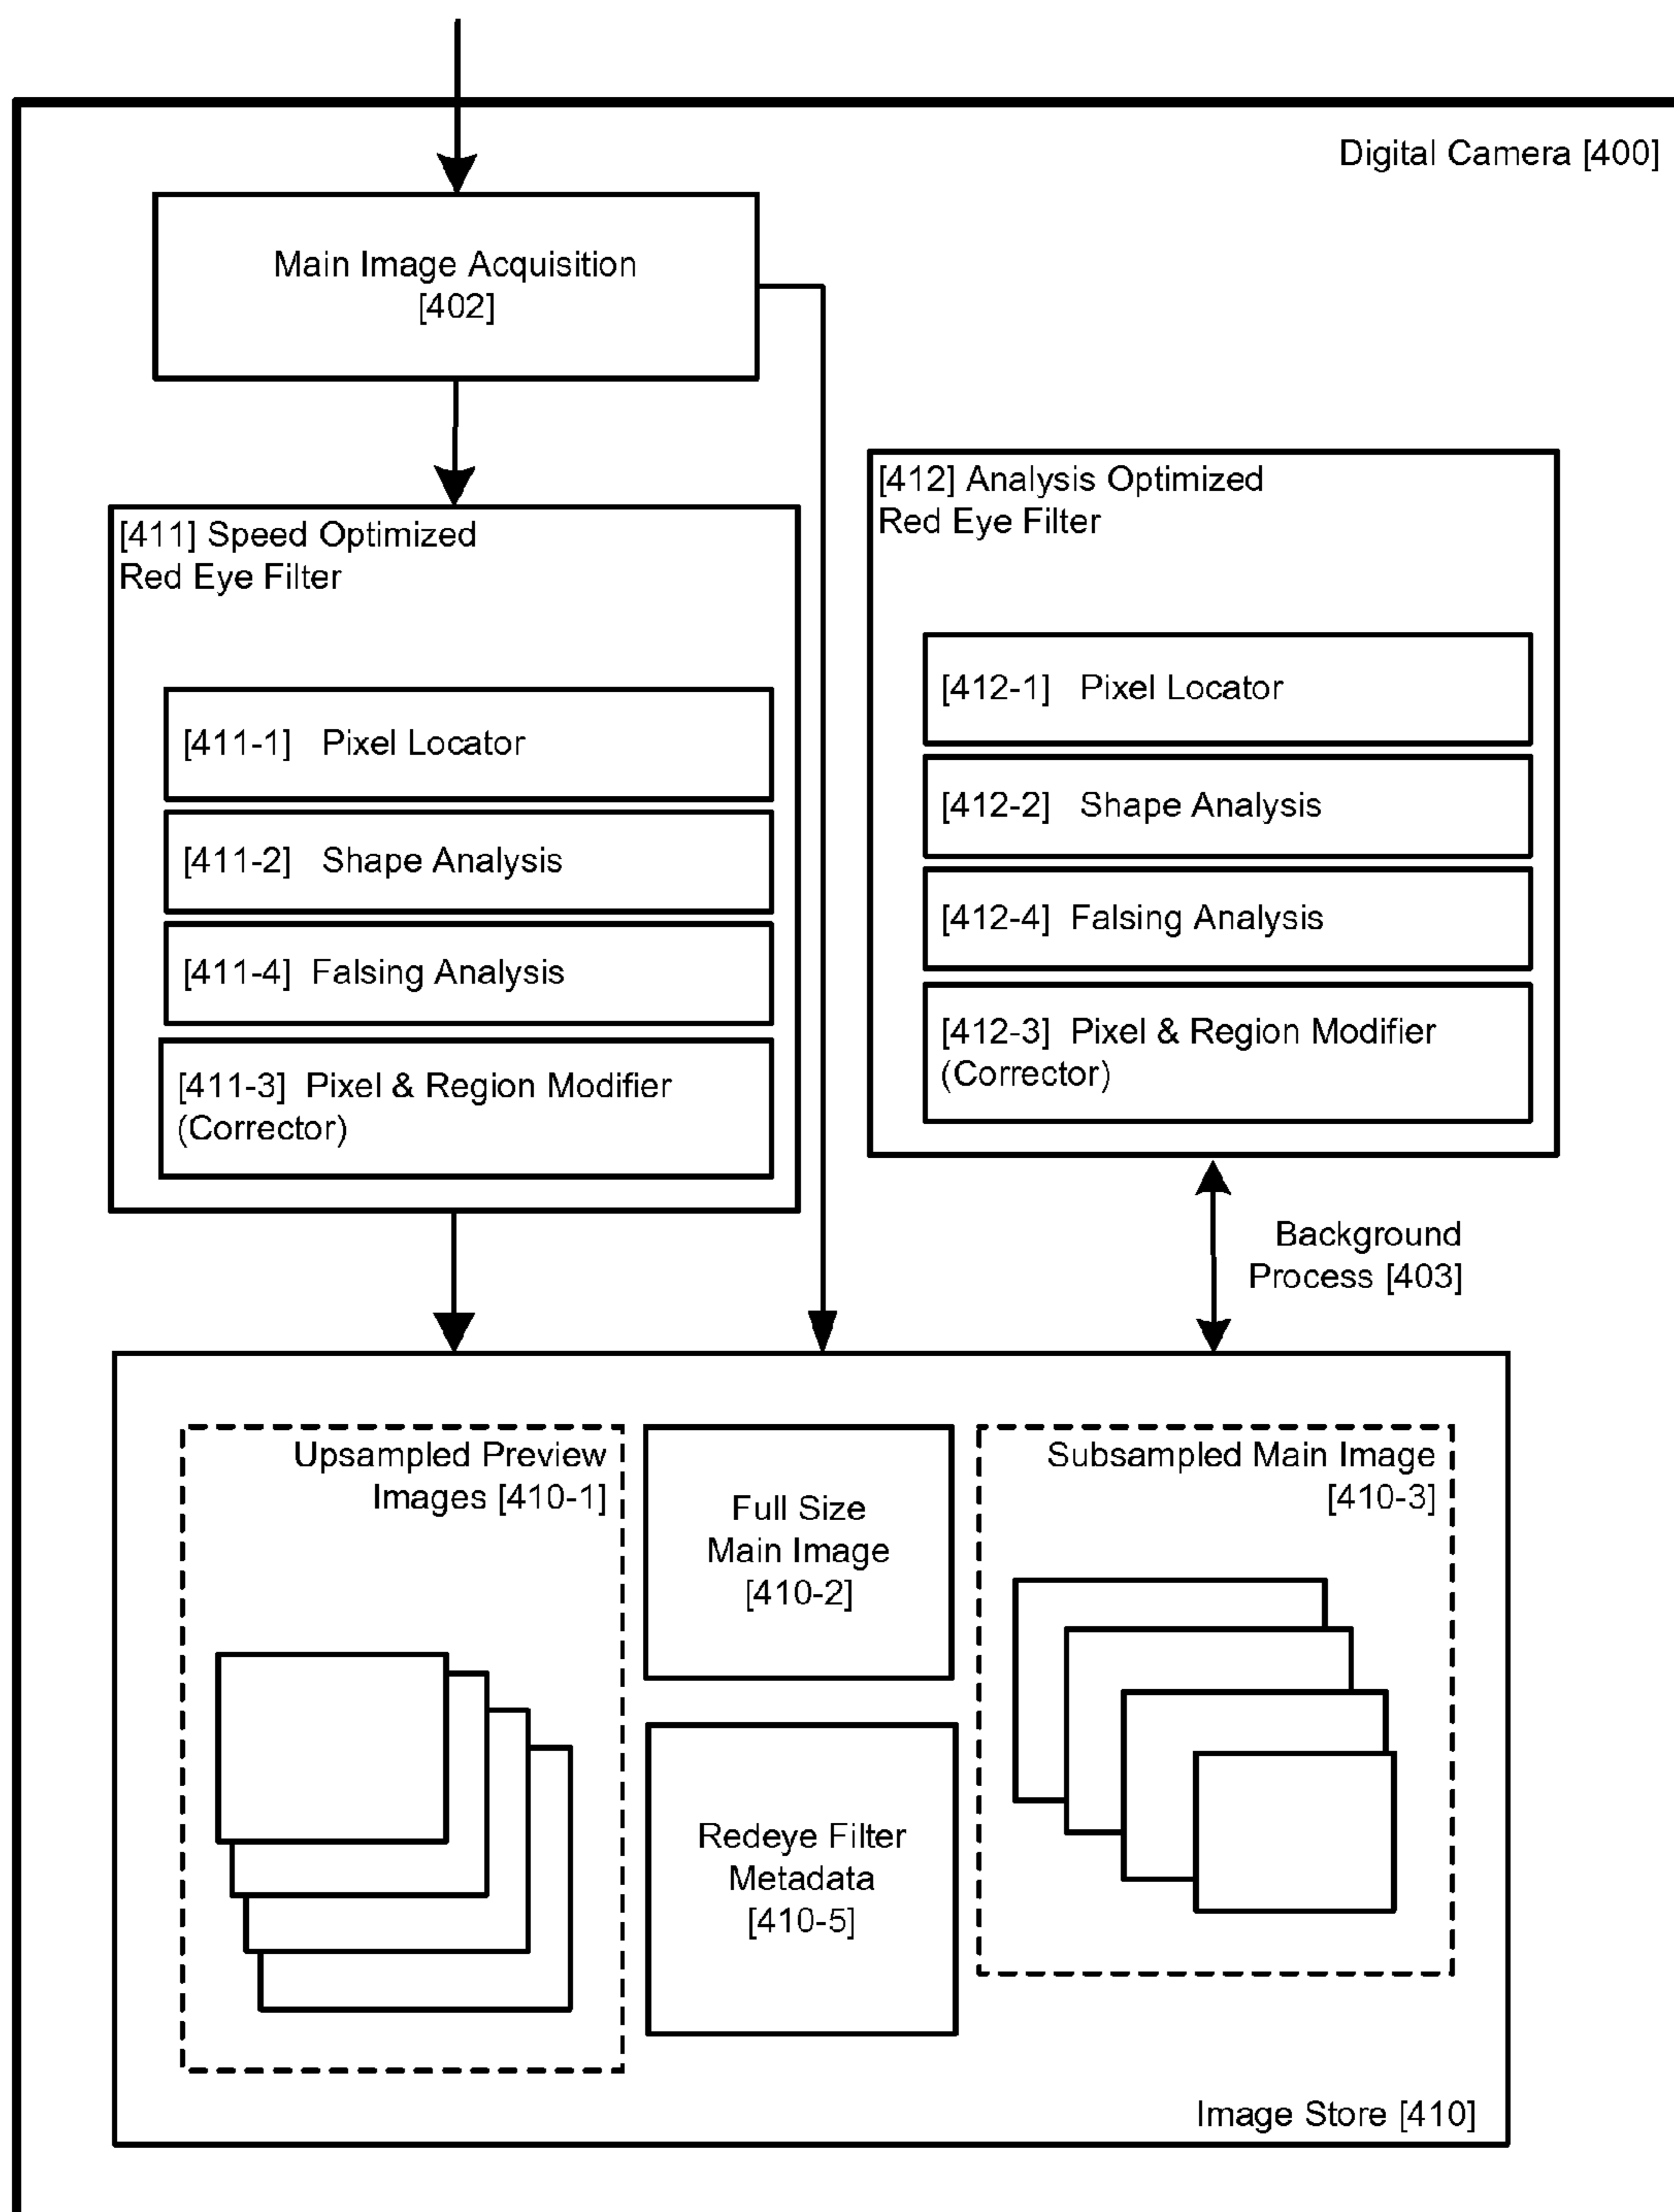 Digital Camera [400]
Main Image Acquisition
[402]
[411] Speed Optimized
Red Eye Filter
[411-1] Pixel Locator
[411-2] Shape Analysis
[411-4] Falsing Analysis
[411-3] Pixel & Region Modifier
(Corrector)
[412] Analysis Optimized
Red Eye Filter
[412-1] Pixel Locator
[412-2] Shape Analysis
[412-4] Falsing Analysis
[412-3] Pixel & Region Modifier
(Corrector)
Background
Process [403]
Upsampled Preview
Images [410-1]
Full Size
Main Image
[410-2]
Subsampled Main Image
[410-3]
Redeye Filter
Metadata
[410-5]
Image Store [410]